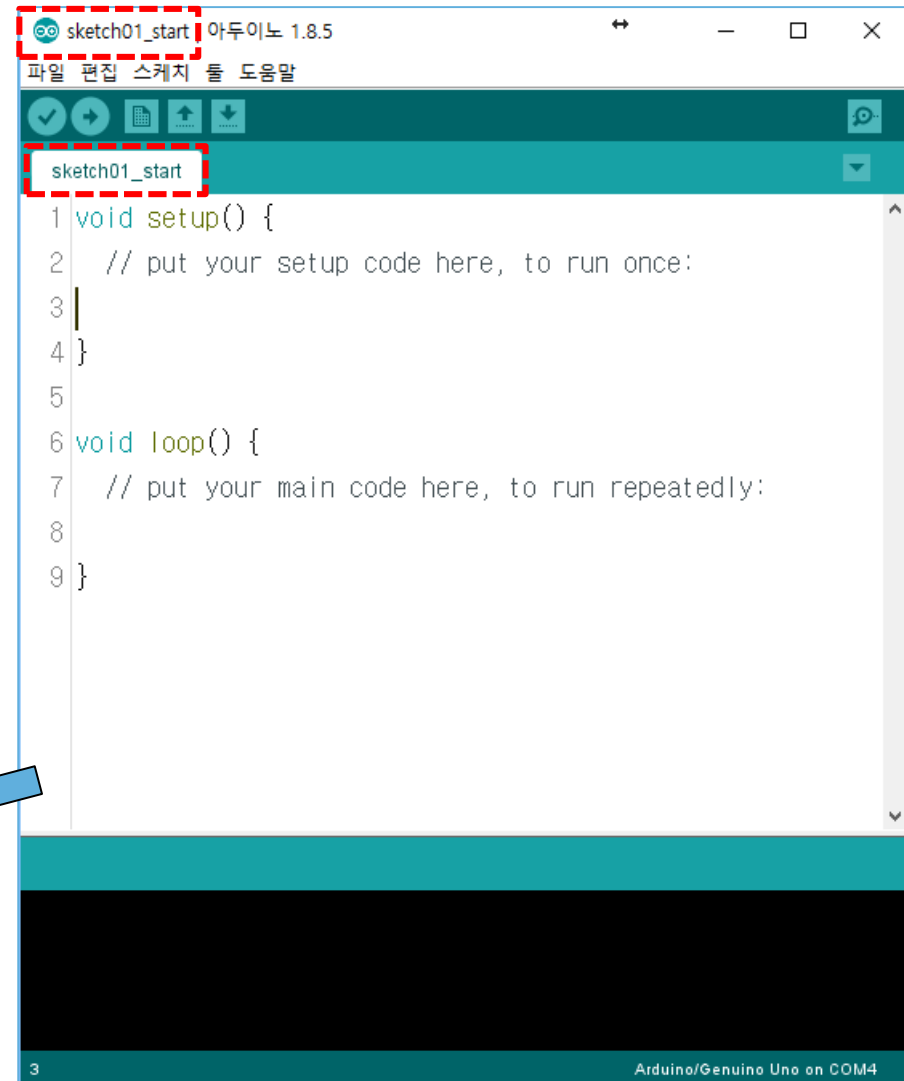 sketch01_start | 아두이노 1.8.5
파일 편집 스케치 툴 도움말
sketch01_start
1 void setup() {
2   // put your setup code here, to run once:
3
4 }
5
6 void loop() {
7   // put your main code here, to run repeatedly:
8
9 }
3 Arduino/Genuino Uno on COM4